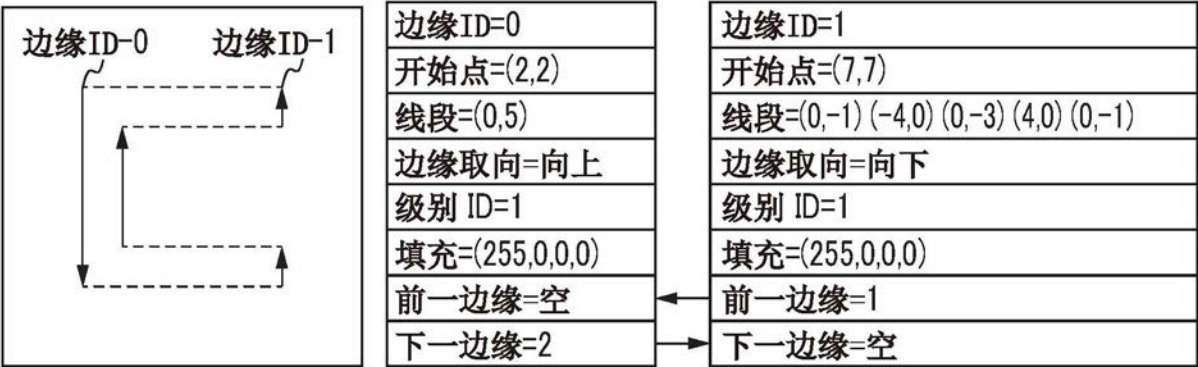 边缘ID-0
边缘ID-1
边缘ID=0
开始点=(2,2)
线段=(0,5)
边缘取向=向上
级别 ID=1
填充=(255,0,0,0)
前一边缘=空
下一边缘=2
边缘ID=1
开始点=(7,7)
线段=(0,-1)(-4,0)(0,-3)(4,0)(0,-1)
边缘取向=向下
级别 ID=1
填充=(255,0,0,0)
前一边缘=1
下一边缘=空